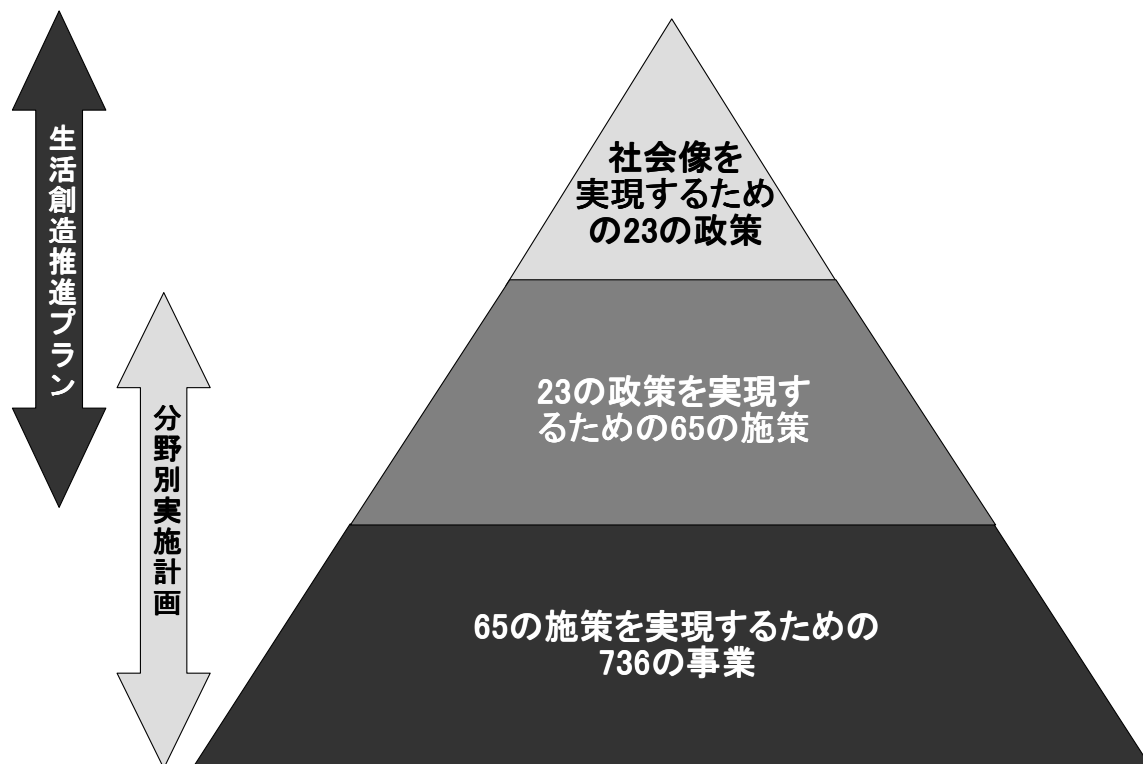 生活創造推進プラン
分野別実施計画
社会像を
実現するため
の23の政策
23の政策を実現す
るための65の施策
65の施策を実現するための
736の事業